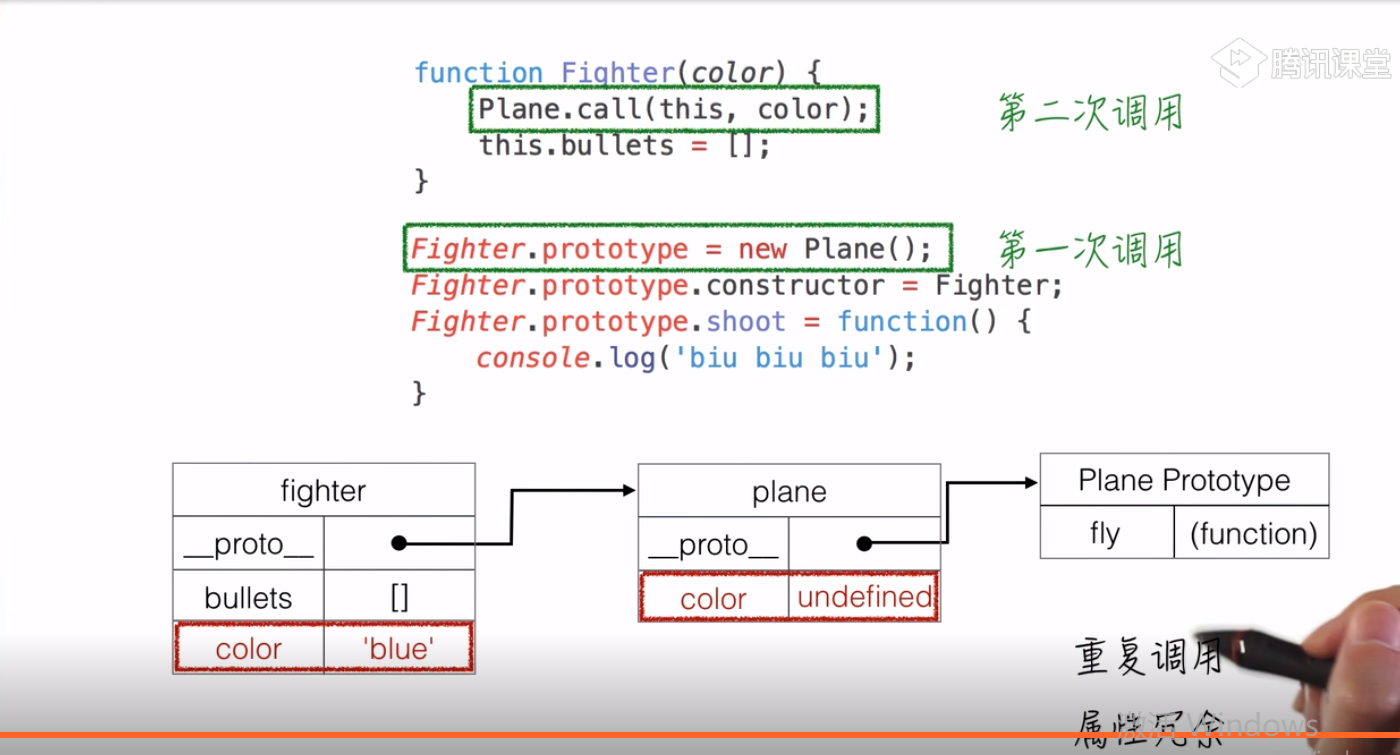 腾讯课堂
function Fighter(color) {
Plane.call(this, color);
第二次调用
this.bullets = [];
}
Fighter.prototype = new Plane();
第一次调用
Fighter.prototype.constructor = Fighter;
Fighter.prototype.shoot = function() {
console.log('biu biu biu');
}
fighter
__proto__
bullets []
color 'blue'
plane
__proto__
color undefined
Plane Prototype
fly (function)
重复调用
属性冗余
激活 Windows